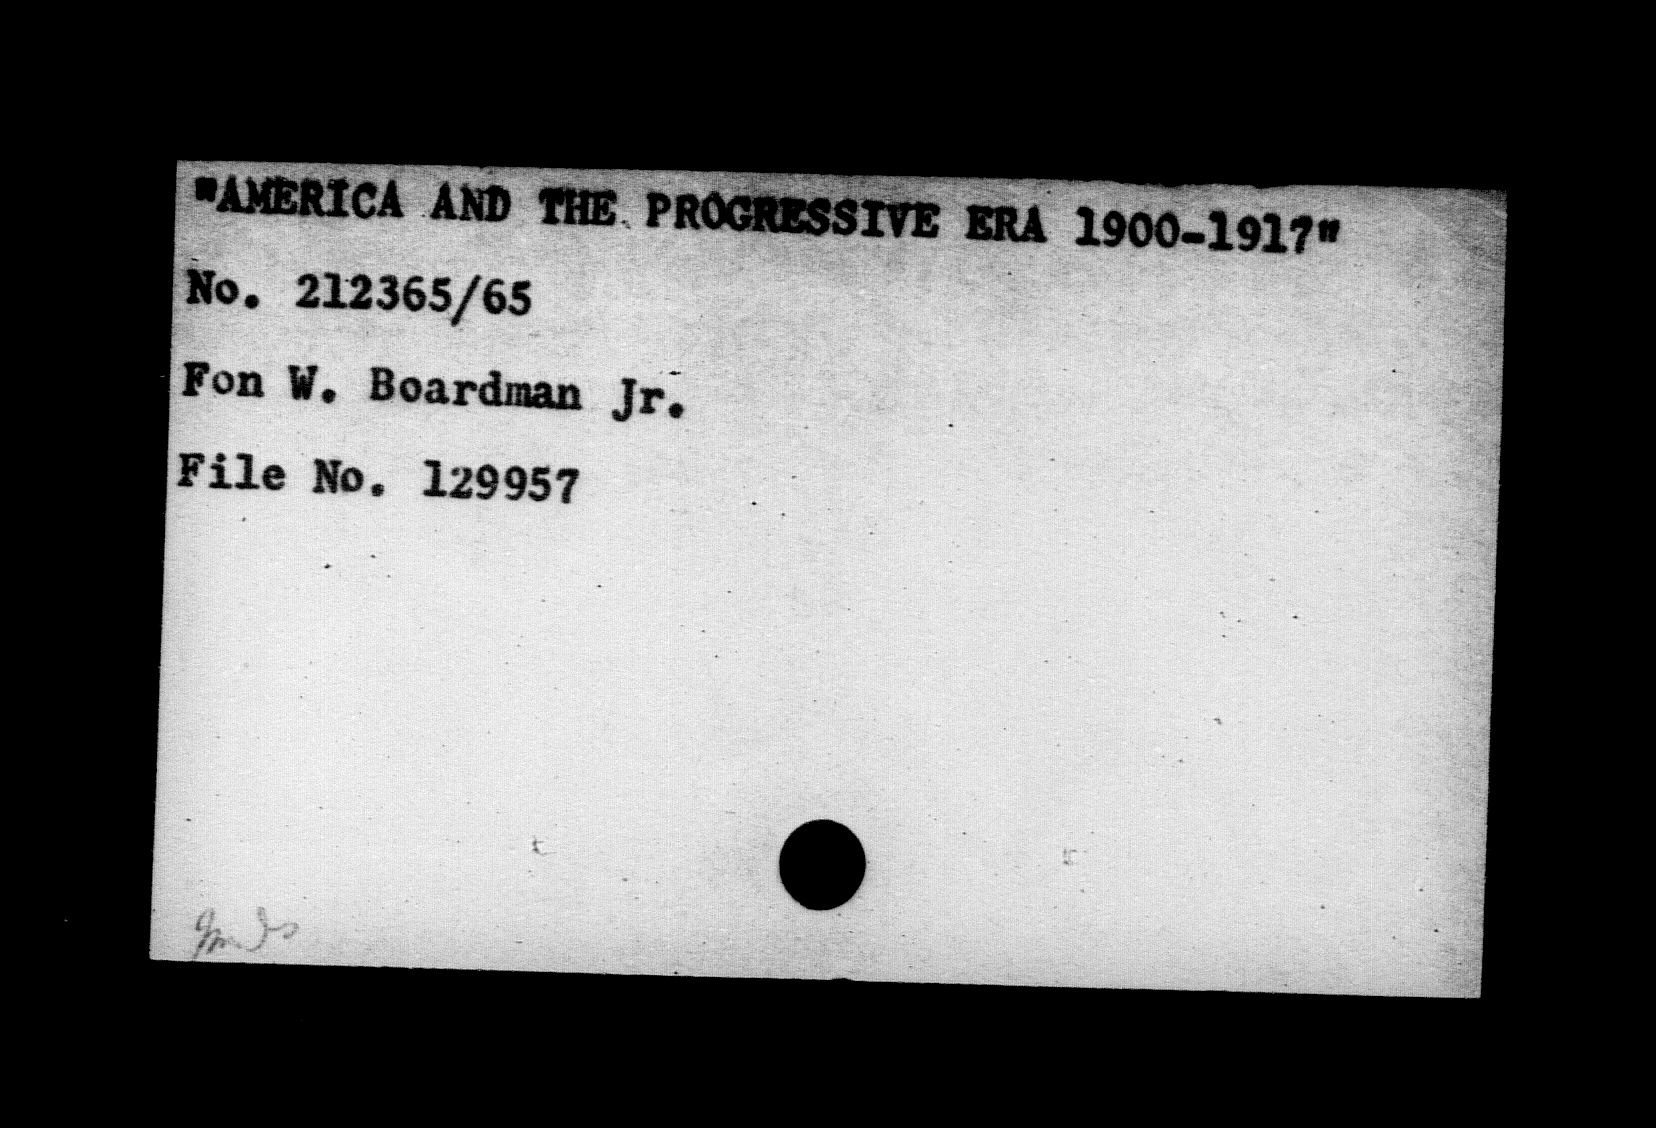 "AMERICA AND THE PROGRESSIVE ERA 1900-1917"
No. 212365/65
Fon W. Boardman Jr.
File No. 129957